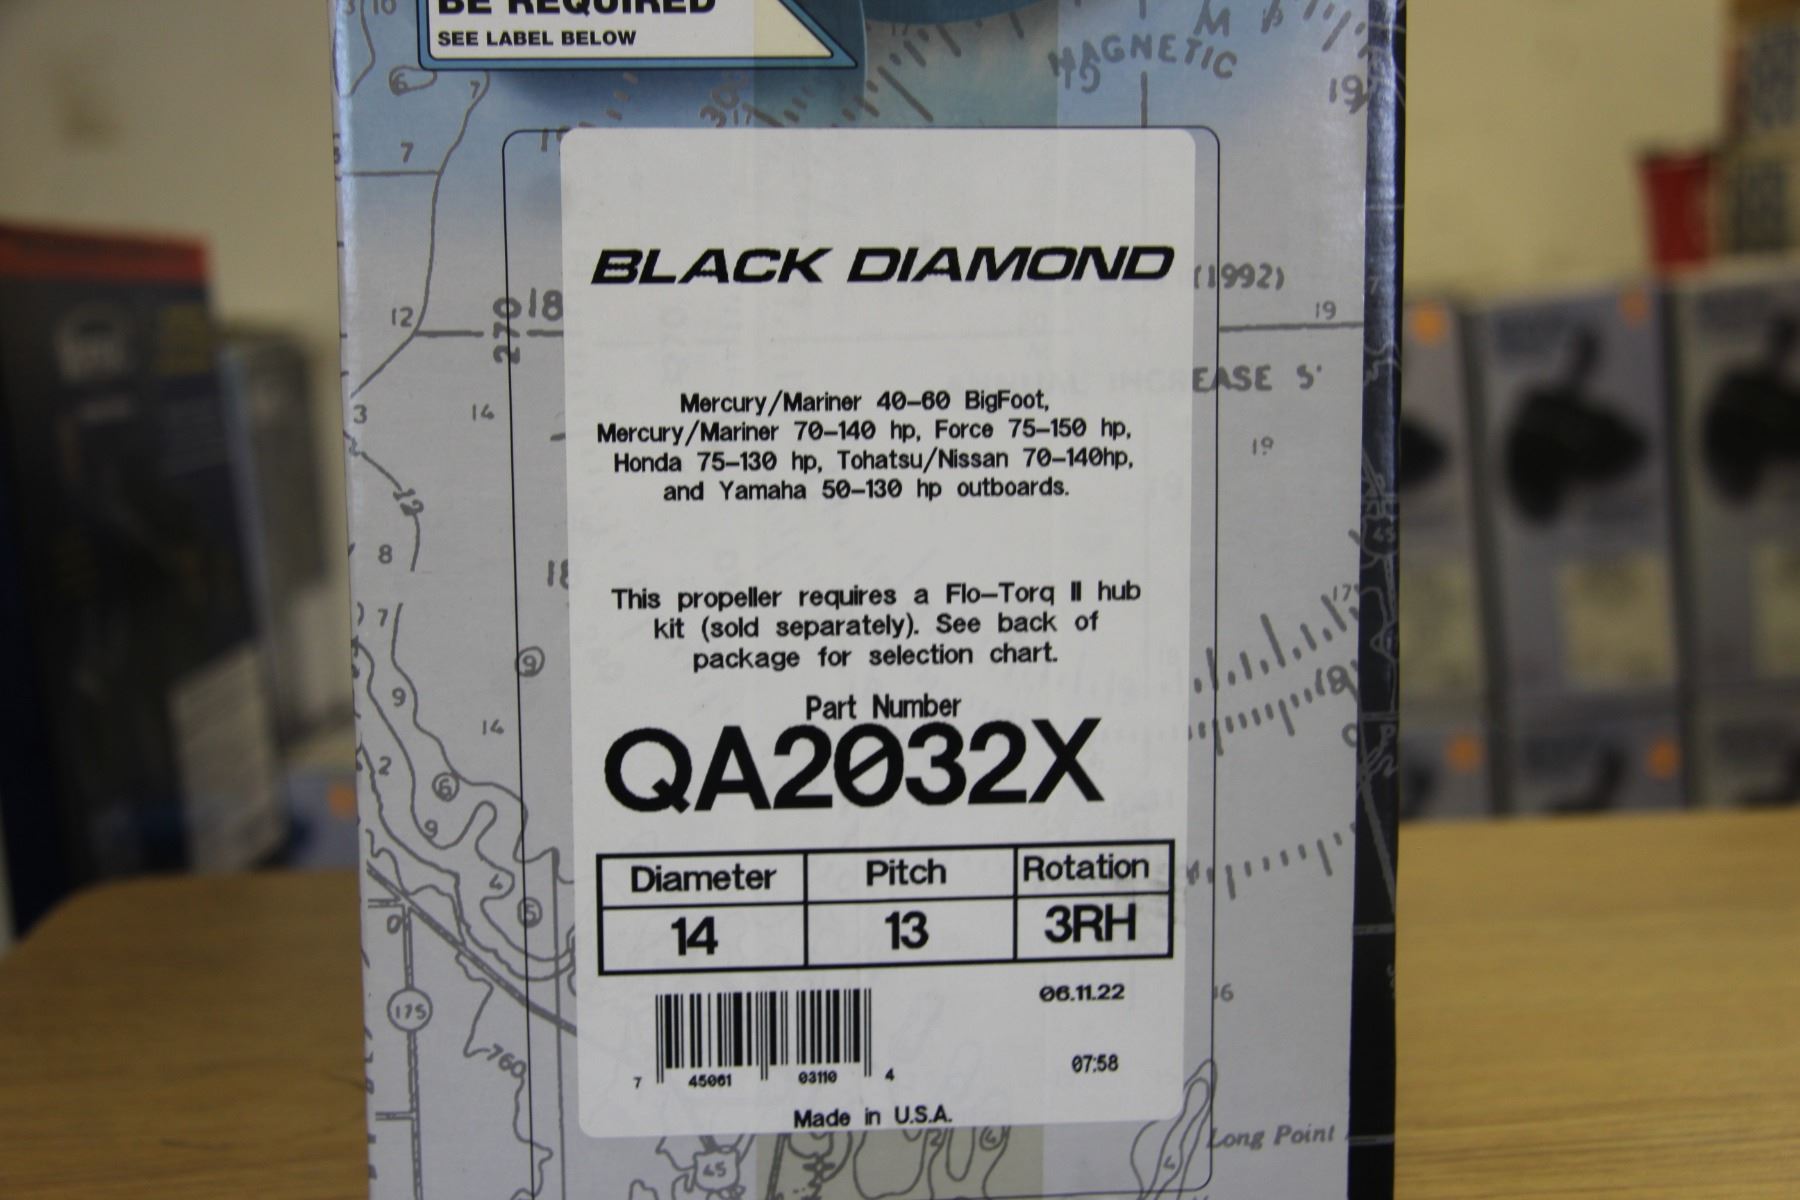 BE REQUIRED
SEE LABEL BELOW
MAGNETIC
BLACK DIAMOND
(1992)
EASE 5'
Mercury/Mariner 40-60 BigFoot,
Mercury/Mariner 70-140 hp, Force 75-150 hp,
Honda 75-130 hp, Tohatsu/Nissan 70-140hp,
and Yamaha 50-130 hp outboards.
This propeller requires a Flo-Torq II hub
kit (sold separately). See back of
package for selection chart.
Part Number
QA2032X
Diameter Pitch Rotation
14 13 3RH
06.11.22
07:58
7 45061 03110 4
Made in U.S.A.
Long Point